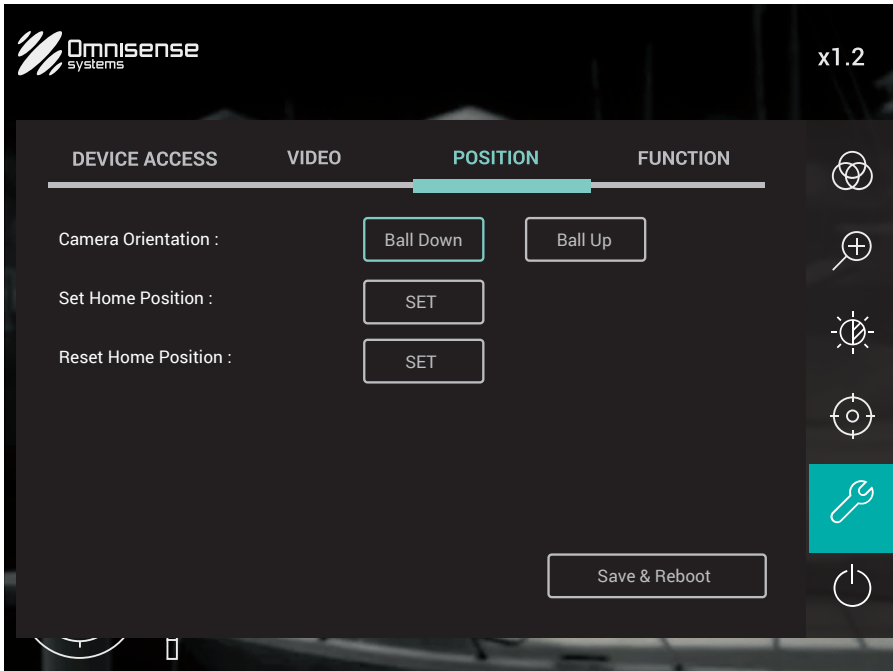 Omnisense
systems
x1.2
DEVICE ACCESS VIDEO POSITION FUNCTION
Camera Orientation : Ball Down Ball Up
Set Home Position : SET
Reset Home Position : SET
Save & Reboot